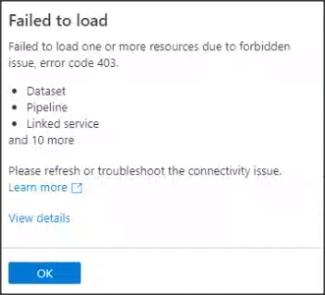 Failed to load
Failed to load one or more resources due to forbidden
issue, error code 403.
• Dataset
• Pipeline
• Linked service
and 10 more
Please refresh or troubleshoot the connectivity issue.
Learn more
View details
OK